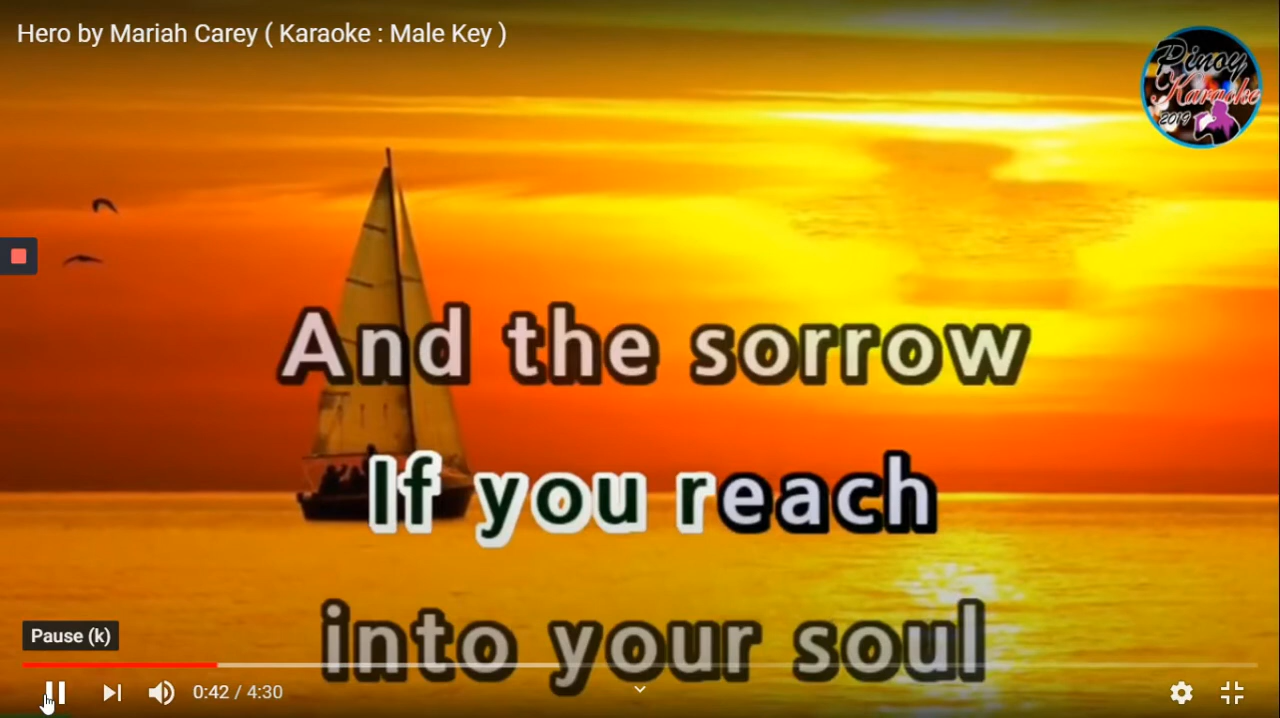 Hero by Mariah Carey ( Karaoke : Male Key )
Pinoy
Karaoke
2019
And the sorrow
If you reach
into your soul
Pause (k)
0:42 / 4:30